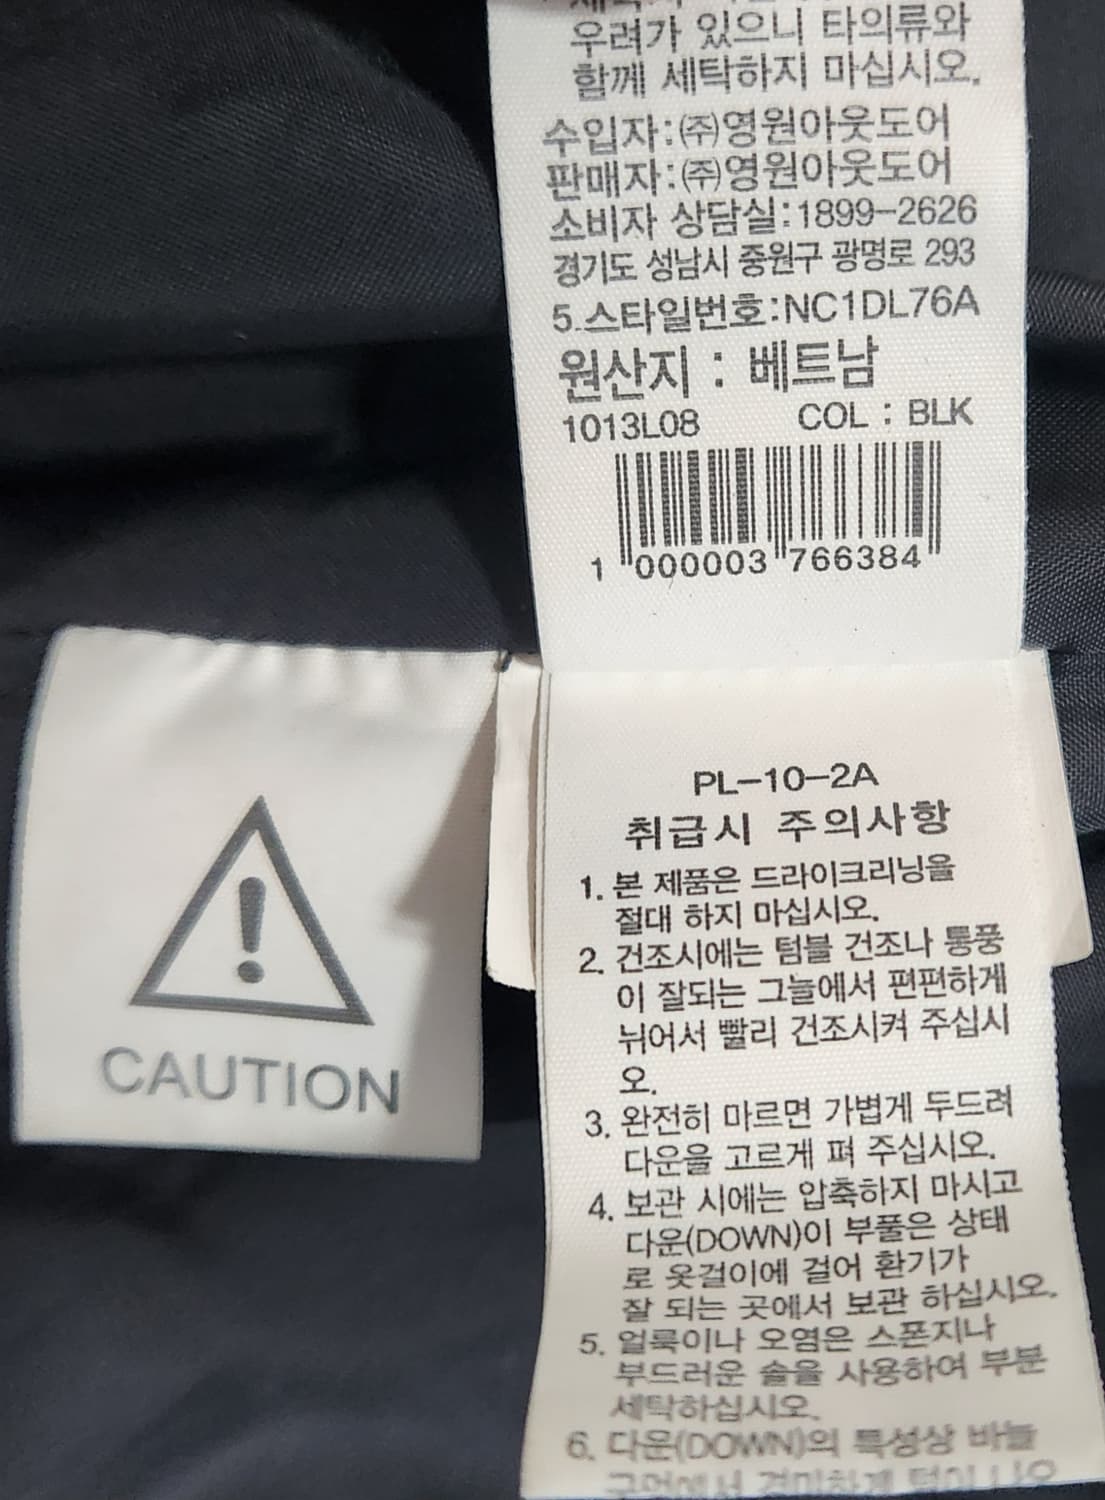 우려가 있으니 타의류와
함께 세탁하지 마십시오.
수입자:㈜영원아웃도어
판매자:㈜영원아웃도어
소비자 상담실:1899-2626
경기도 성남시 중원구 광명로 293
5.스타일번호:NC1DL76A
원산지 : 베트남
1013L08 COL : BLK
1 000003 766384
CAUTION
PL-10-2A
취급시 주의사항
1. 본 제품은 드라이크리닝을
절대 하지 마십시오.
2. 건조시에는 텀블 건조나 통풍
이 잘되는 그늘에서 편편하게
뉘어서 빨리 건조시켜 주십시
오.
3. 완전히 마르면 가볍게 두드려
다운을 고르게 펴 주십시오.
4. 보관 시에는 압축하지 마시고
다운(DOWN)이 부풀은 상태
로 옷걸이에 걸어 환기가
잘 되는 곳에서 보관 하십시오.
5. 얼룩이나 오염은 스폰지나
부드러운 솔을 사용하여 부분
세탁하십시오.
6. 다운(DOWN)의 특성상 바늘